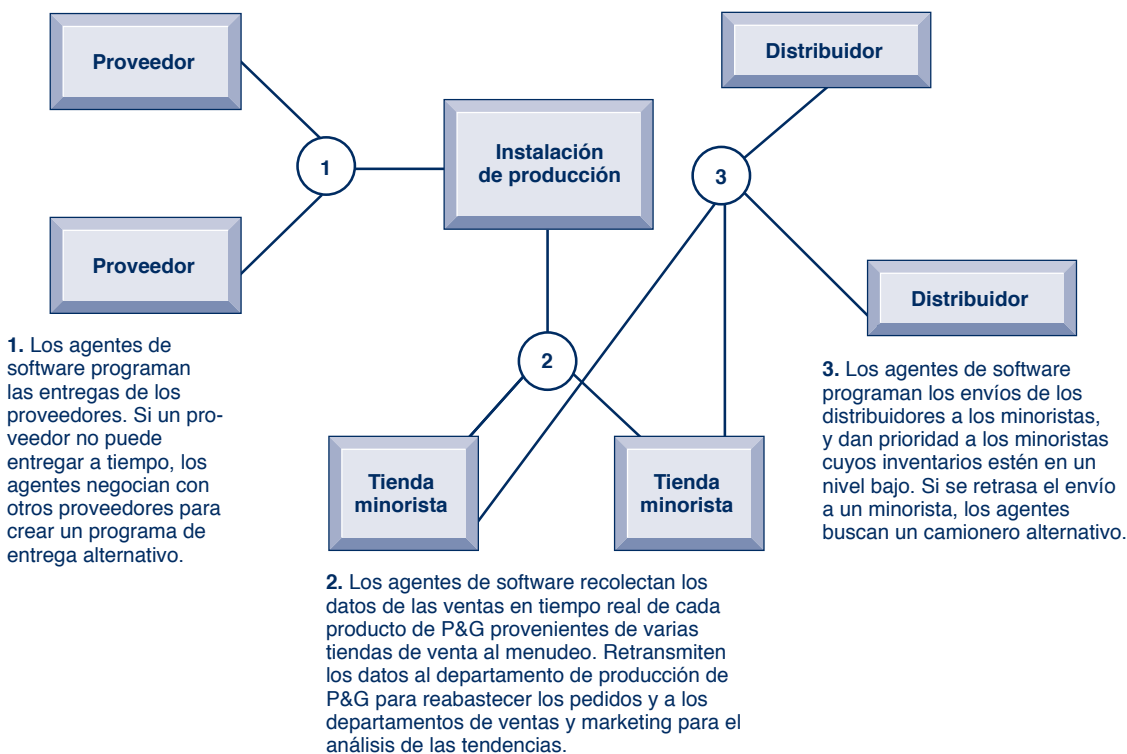 Proveedor
Distribuidor
1
Instalación
de producción
3
Proveedor
Distribuidor
1. Los agentes de
software programan
las entregas de los
proveedores. Si un pro-
veedor no puede
entregar a tiempo, los
agentes negocian con
otros proveedores para
crear un programa de
entrega alternativo.
2
Tienda
minorista
Tienda
minorista
3. Los agentes de software
programan los envíos de los
distribuidores a los minoristas,
y dan prioridad a los minoristas
cuyos inventarios estén en un
nivel bajo. Si se retrasa el envío
a un minorista, los agentes
buscan un camionero alternativo.
2. Los agentes de software recolectan los
datos de las ventas en tiempo real de cada
producto de P&G provenientes de varias
tiendas de venta al menudeo. Retransmiten
los datos al departamento de producción de
P&G para reabastecer los pedidos y a los
departamentos de ventas y marketing para el
análisis de las tendencias.